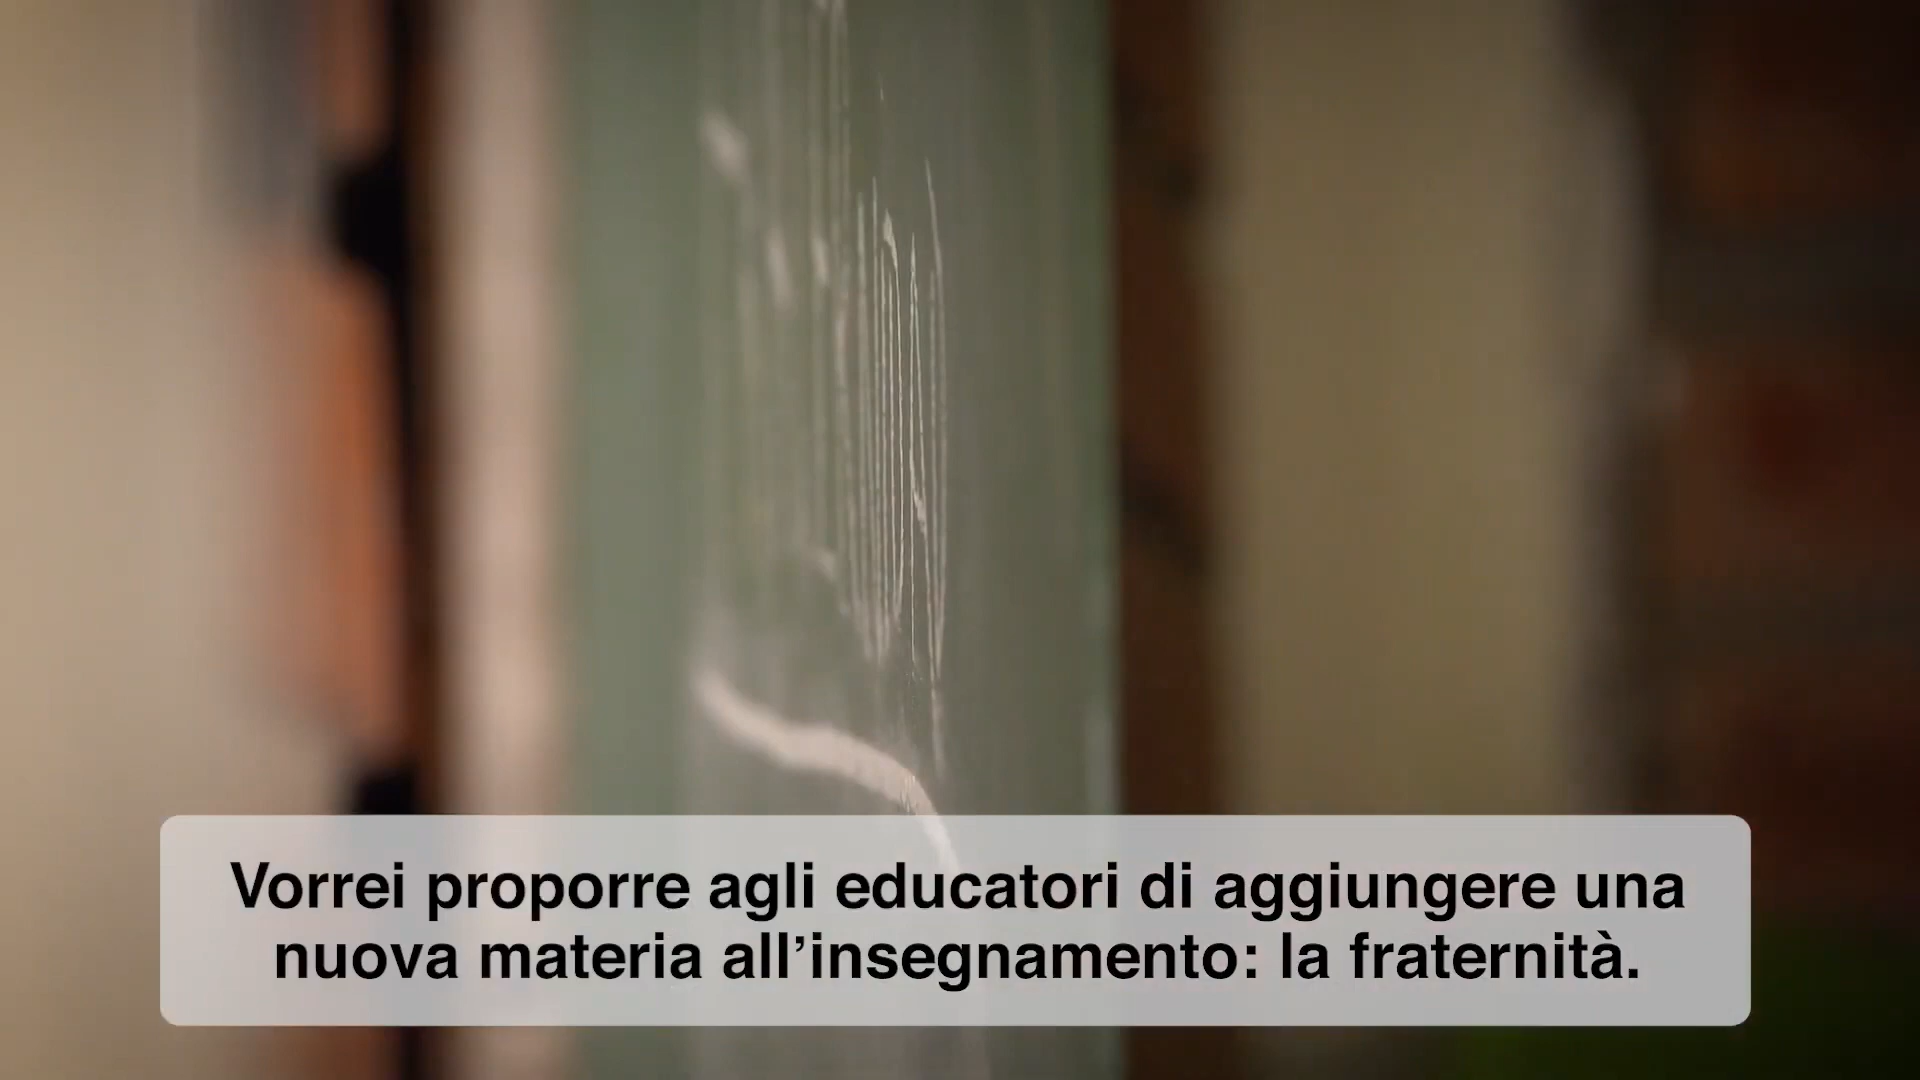 Vorrei proporre agli educatori di aggiungere una
nuova materia all’insegnamento: la fraternità.